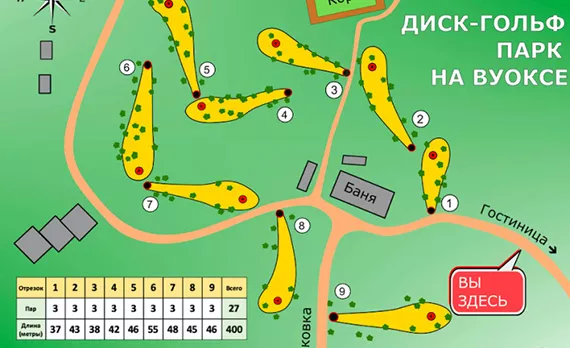 S
ДИСК-ГОЛЬФ
ПАРК
НА ВУОКСЕ
6
5
3
4
2
7
Баня
1
8
Гостиница
ВЫ
ЗДЕСЬ
9
Отрезок 1 2 3 4 5 6 7 8 9 Всего
Пар 3 3 3 3 3 3 3 3 3 27
Длина (метры) 37 43 38 42 46 55 48 45 46 400